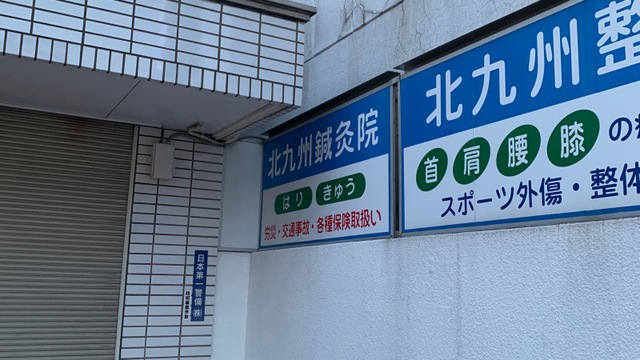 北九州鍼灸院
はり きゅう
労災・交通事故・各種保険取扱い
北九州整
首 肩 腰 膝 の
スポーツ外傷・整体
日本第一警備㈱